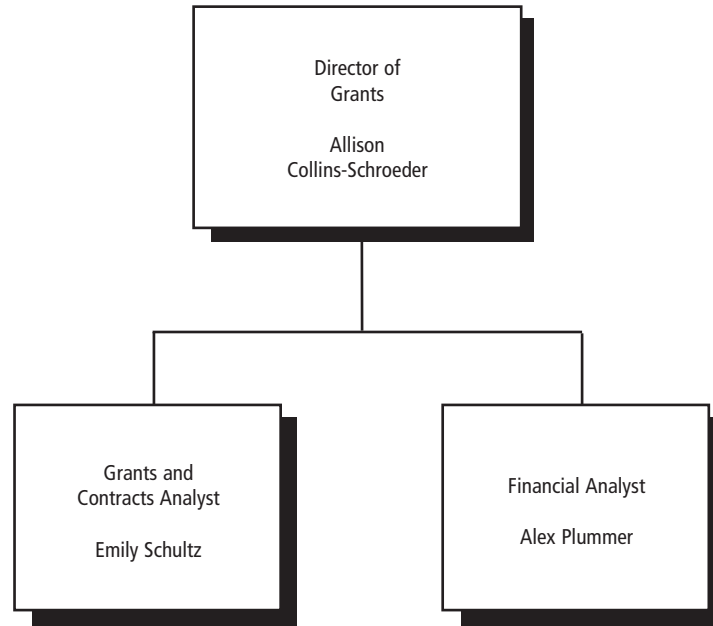 Director of
Grants
Allison
Collins-Schroeder
Grants and
Contracts Analyst
Emily Schultz
Financial Analyst
Alex Plummer